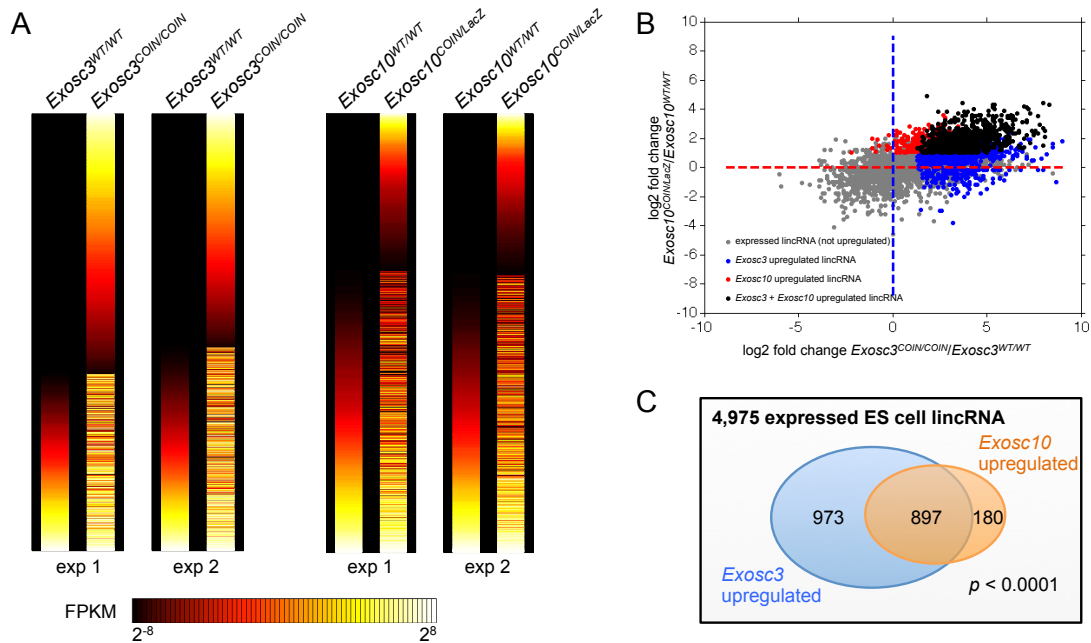 A
Exosc3WT/WT
Exosc3COIN/COIN
Exosc3WT/WT
Exosc3COIN/COIN
Exosc10WT/WT
Exosc10COIN/LacZ
Exosc10WT/WT
Exosc10COIN/LacZ
exp 1
exp 2
exp 1
exp 2
FPKM
2-8
28
B
log2 fold change
Exosc10COIN/LacZ/Exosc10WT/WT
10
8
6
4
2
0
-2
-4
-6
-8
-10
expressed lincRNA (not upregulated)
Exosc3 upregulated lincRNA
Exosc10 upregulated lincRNA
Exosc3 + Exosc10 upregulated lincRNA
-10
-5
0
5
10
log2 fold change Exosc3COIN/COIN/Exosc3WT/WT
C
4,975 expressed ES cell lincRNA
Exosc10
upregulated
973
897
180
Exosc3
upregulated
p < 0.0001